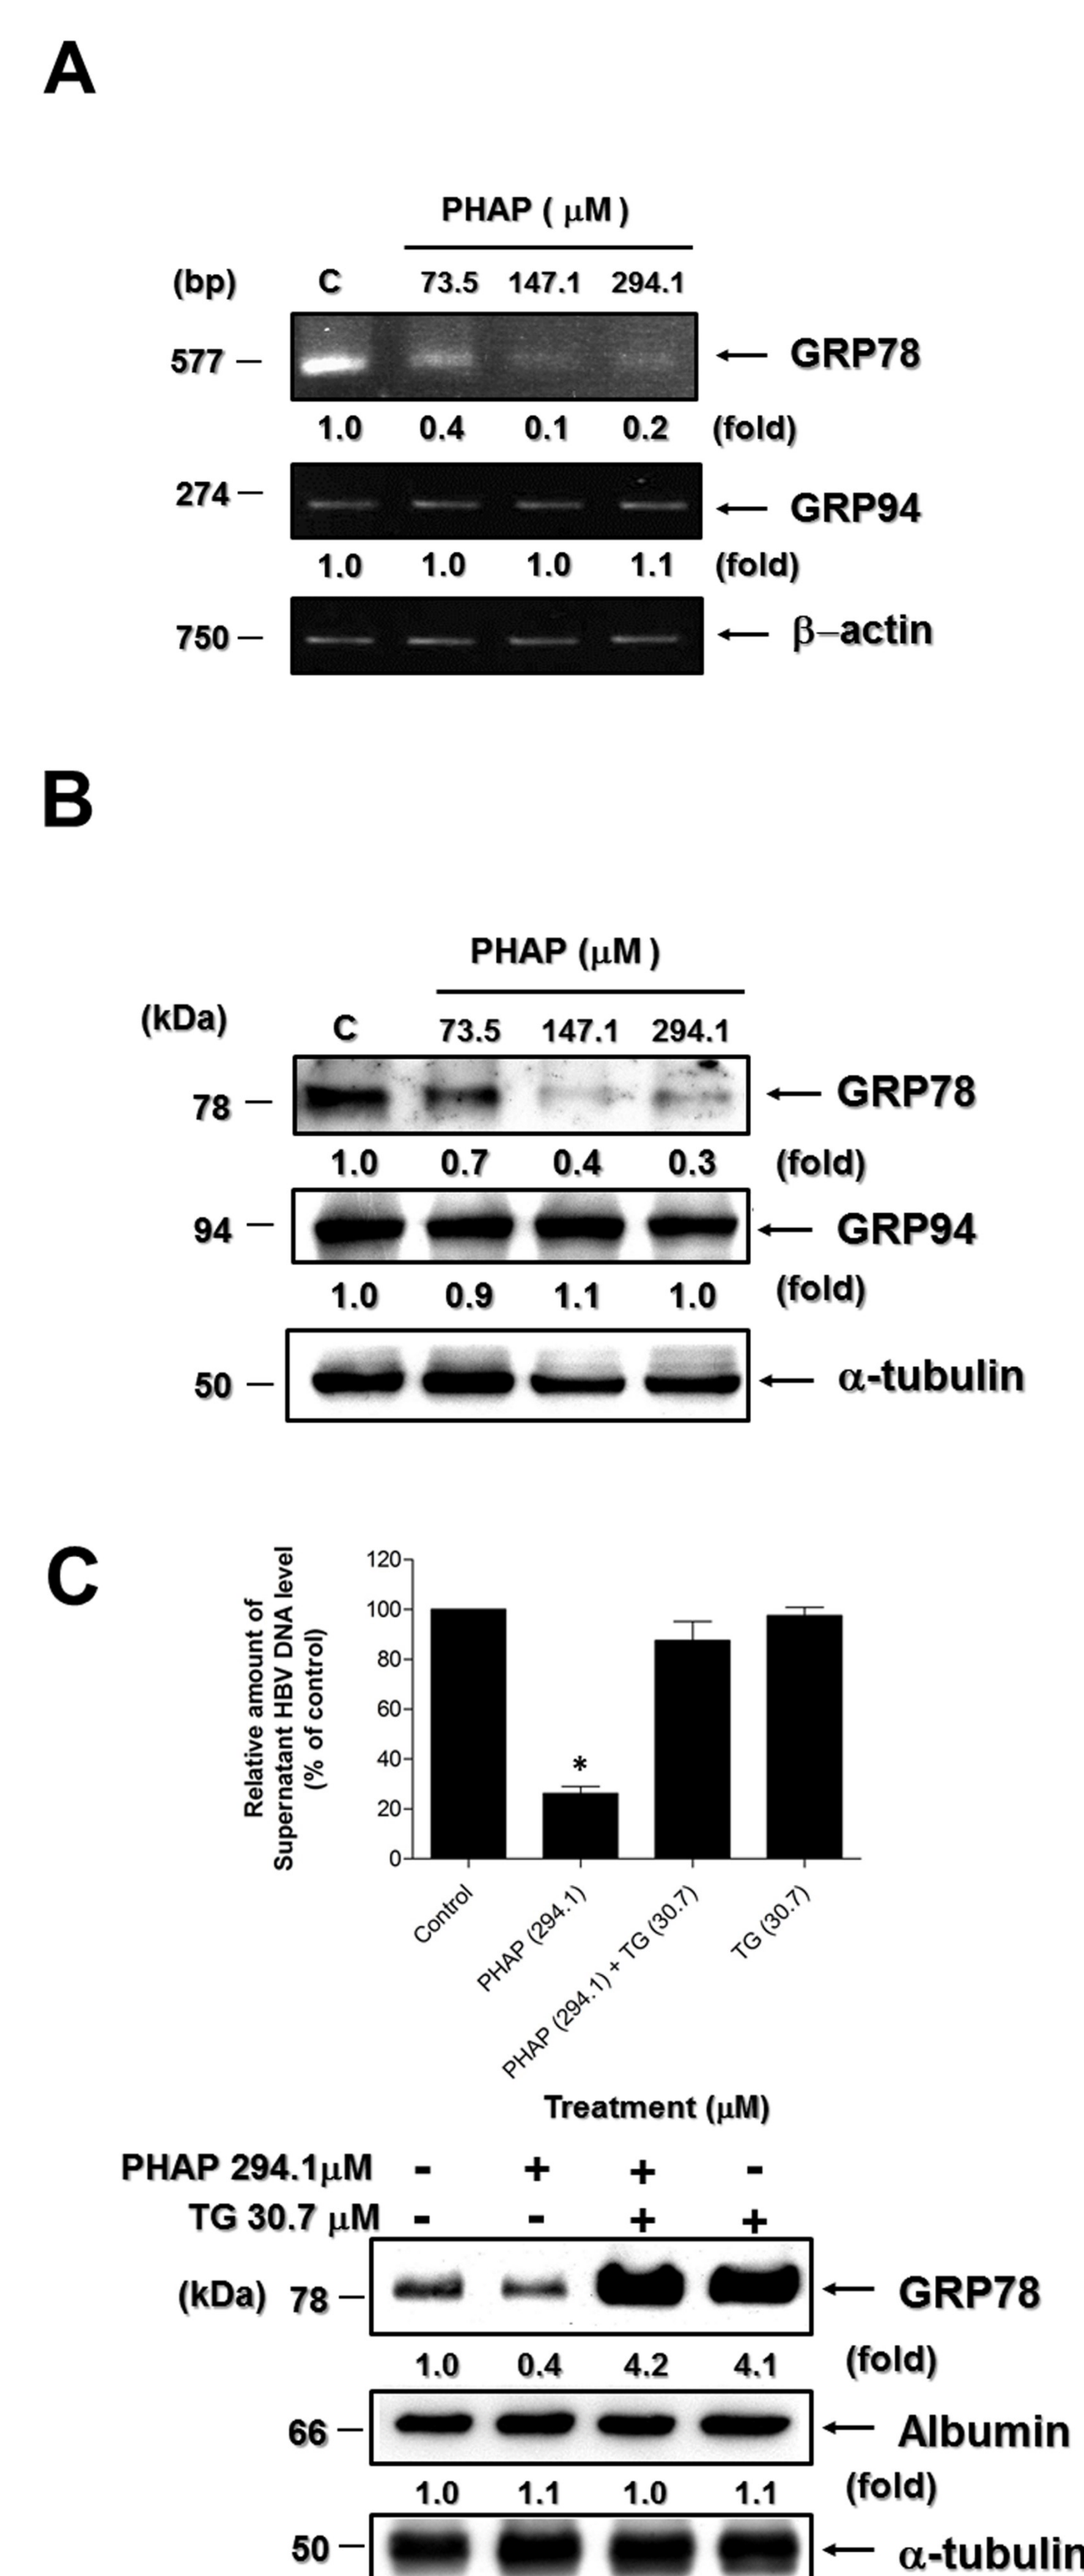 A
PHAP ( μM )
(bp) C 73.5 147.1 294.1
577 GRP78
1.0 0.4 0.1 0.2 (fold)
274 GRP94
1.0 1.0 1.0 1.1 (fold)
750 β–actin
B
PHAP (μM )
(kDa) C 73.5 147.1 294.1
78 GRP78
1.0 0.7 0.4 0.3 (fold)
94 GRP94
1.0 0.9 1.1 1.0 (fold)
50 α-tubulin
C
Relative amount of
Supernatant HBV DNA level
(% of control)
120
100
80
60
40
20
0
*
Control
PHAP (294.1)
PHAP (294.1) + TG (30.7)
TG (30.7)
Treatment (μM)
PHAP 294.1μM - + + -
TG 30.7 μM - - + +
(kDa) 78 GRP78
1.0 0.4 4.2 4.1 (fold)
66 Albumin
1.0 1.1 1.0 1.1 (fold)
50 α-tubulin